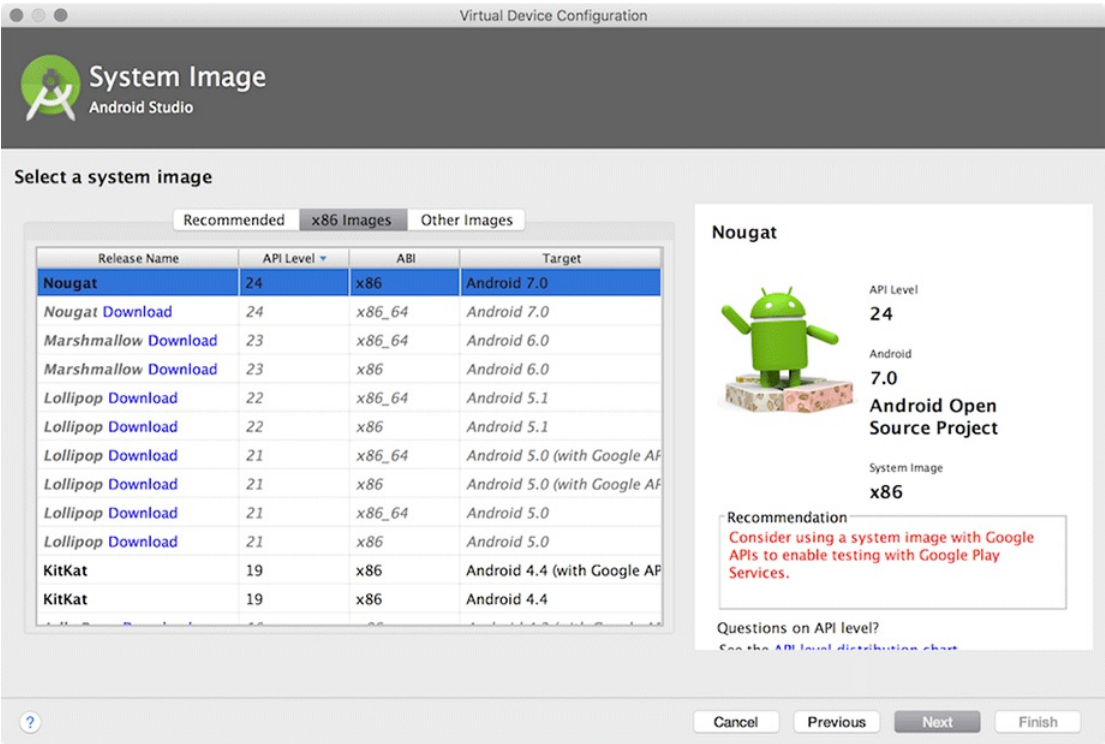 Virtual Device Configuration
System Image
Android Studio
Select a system image
Recommended x86 Images Other Images
Release Name API Level ABI Target
Nougat 24 x86 Android 7.0
Nougat Download 24 x86_64 Android 7.0
Marshmallow Download 23 x86_64 Android 6.0
Marshmallow Download 23 x86 Android 6.0
Lollipop Download 22 x86_64 Android 5.1
Lollipop Download 22 x86 Android 5.1
Lollipop Download 21 x86_64 Android 5.0 (with Google AP
Lollipop Download 21 x86 Android 5.0 (with Google AP
Lollipop Download 21 x86_64 Android 5.0
Lollipop Download 21 x86 Android 5.0
KitKat 19 x86 Android 4.4 (with Google AP
KitKat 19 x86 Android 4.4
Nougat
API Level
24
Android
7.0
Android Open
Source Project
System Image
x86
Recommendation
Consider using a system image with Google
APIs to enable testing with Google Play
Services.
Questions on API level?
See the API level distribution chart
?
Cancel Previous Next Finish